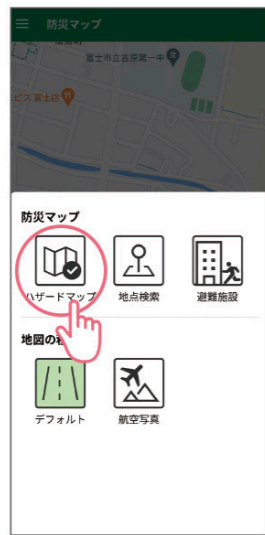 防災マップ
富士市立吉原第一中
ビス 富士店
防災マップ
ハザードマップ
地点検索
避難施設
地図の
デフォルト
航空写真